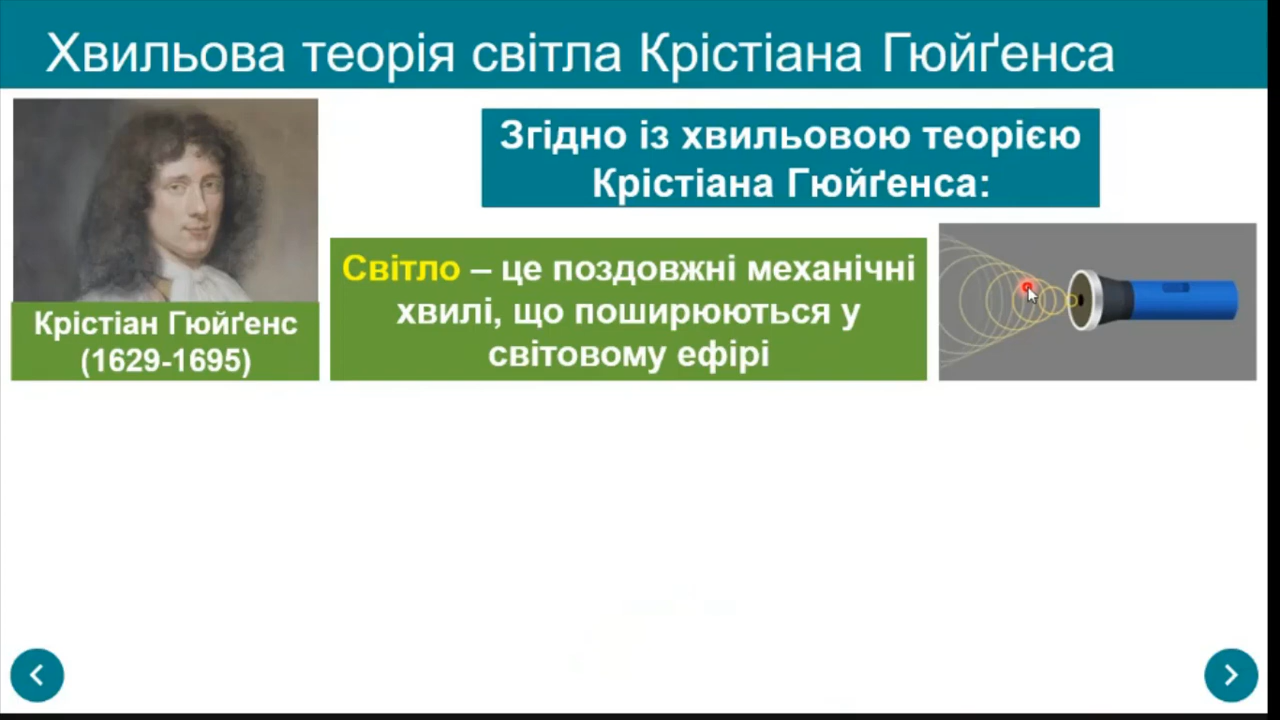 Хвильова теорія світла Крістіана Гюйґенса
Згідно із хвильовою теорією
Крістіана Гюйґенса:
Світло – це поздовжні механічні
хвилі, що поширюються у
світовому ефірі
Крістіан Гюйґенс
(1629-1695)